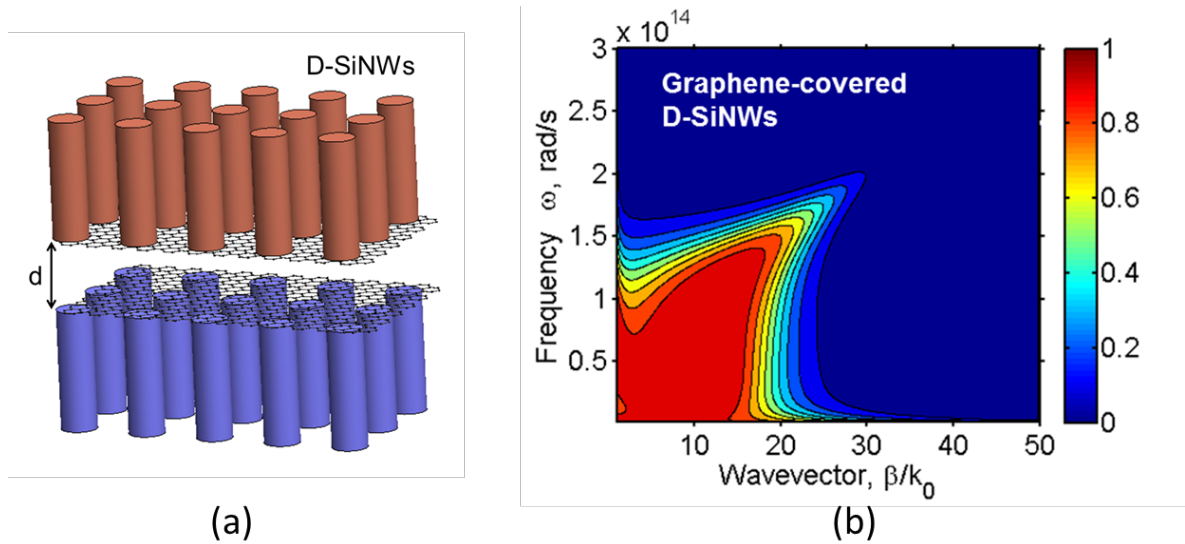 D-SiNWs
d
(a)
x 10^14
Graphene-covered
D-SiNWs
3
2.5
2
1.5
1
0.5
10 20 30 40 50
Frequency ω, rad/s
Wavevector, β/k₀
1
0.8
0.6
0.4
0.2
0
(b)